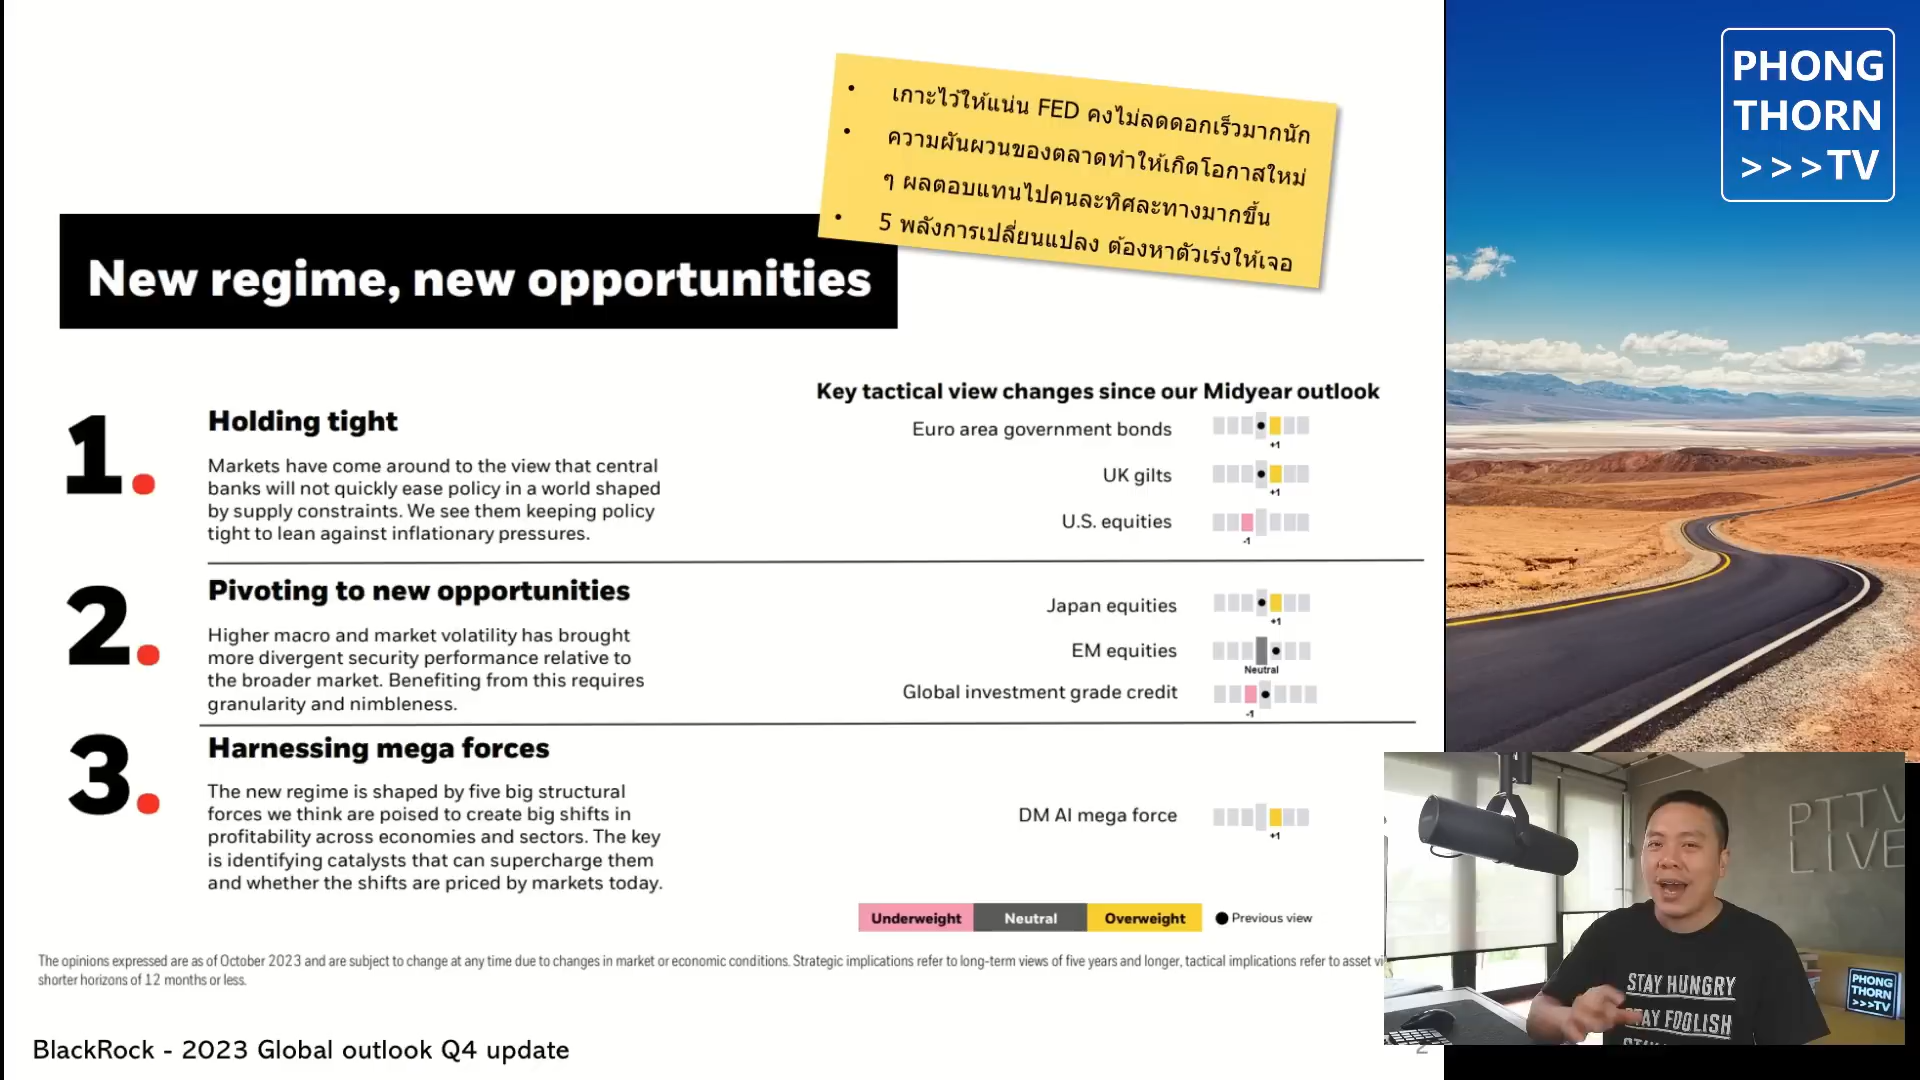 • เกาะไว้ให้แน่น FED คงไม่ลดดอกเร็วมากนัก
• ความผันผวนของตลาดทำให้เกิดโอกาสใหม่
ๆ ผลตอบแทนไปคนละทิศละทางมากขึ้น
• 5 พลังการเปลี่ยนแปลง ต้องหาตัวเร่งให้เจอ
PHONG
THORN
>>>TV
New regime, new opportunities
Key tactical view changes since our Midyear outlook
1.
Holding tight
Markets have come around to the view that central
banks will not quickly ease policy in a world shaped
by supply constraints. We see them keeping policy
tight to lean against inflationary pressures.
Euro area government bonds
+1
UK gilts
+1
U.S. equities
-1
2.
Pivoting to new opportunities
Higher macro and market volatility has brought
more divergent security performance relative to
the broader market. Benefiting from this requires
granularity and nimbleness.
Japan equities
+1
EM equities
Neutral
Global investment grade credit
-1
3.
Harnessing mega forces
The new regime is shaped by five big structural
forces we think are poised to create big shifts in
profitability across economies and sectors. The key
is identifying catalysts that can supercharge them
and whether the shifts are priced by markets today.
DM AI mega force
+1
Underweight Neutral Overweight Previous view
The opinions expressed are as of October 2023 and are subject to change at any time due to changes in market or economic conditions. Strategic implications refer to long-term views of five years and longer, tactical implications refer to asset
shorter horizons of 12 months or less.
BlackRock - 2023 Global outlook Q4 update
2
PTTV
LIVE
STAY HUNGRY
STAY FOOLISH
PHONG
THORN
>>>TV